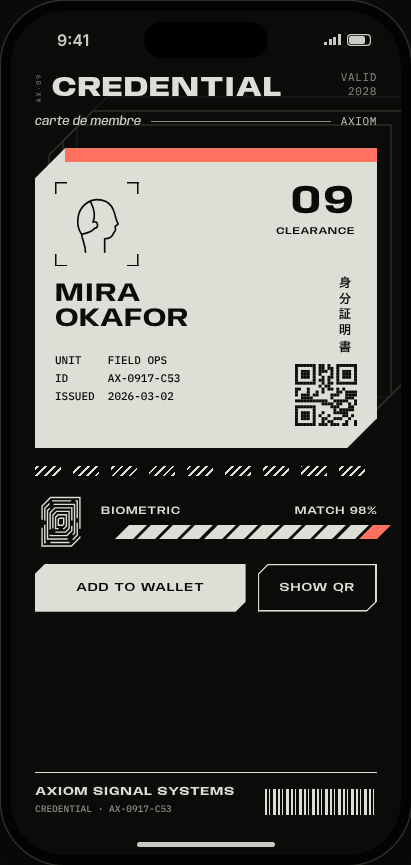 9:41
AX·09
CREDENTIAL
VALID
2028
carte de membre
AXIOM
09
CLEARANCE
MIRA
OKAFOR
身分証明書
UNIT FIELD OPS
ID AX-0917-C53
ISSUED 2026-03-02
BIOMETRIC
MATCH 98%
ADD TO WALLET
SHOW QR
AXIOM SIGNAL SYSTEMS
CREDENTIAL · AX-0917-C53